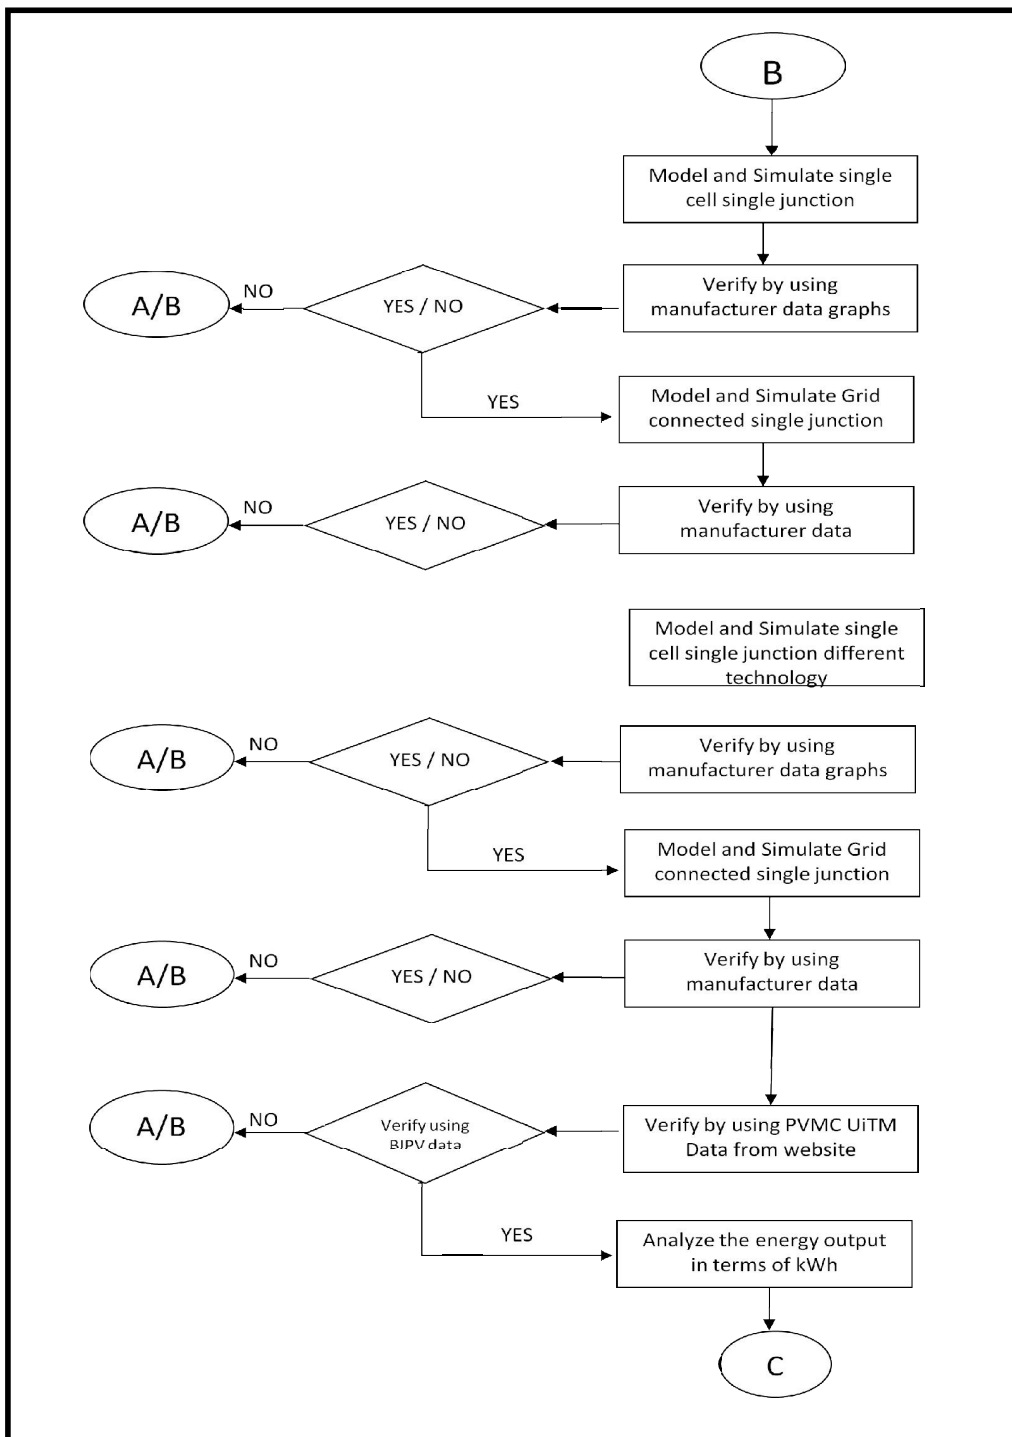 B
Model and Simulate single
cell single junction
Verify by using
manufacturer data graphs
YES / NO
NO
A/B
YES
Model and Simulate Grid
connected single junction
Verify by using
manufacturer data
YES / NO
NO
A/B
Model and Simulate single
cell single junction different
technology
Verify by using
manufacturer data graphs
YES / NO
NO
A/B
YES
Model and Simulate Grid
connected single junction
Verify by using
manufacturer data
YES / NO
NO
A/B
Verify by using PVMC UiTM
Data from website
Verify using
BIPV data
NO
A/B
YES
Analyze the energy output
in terms of kWh
C